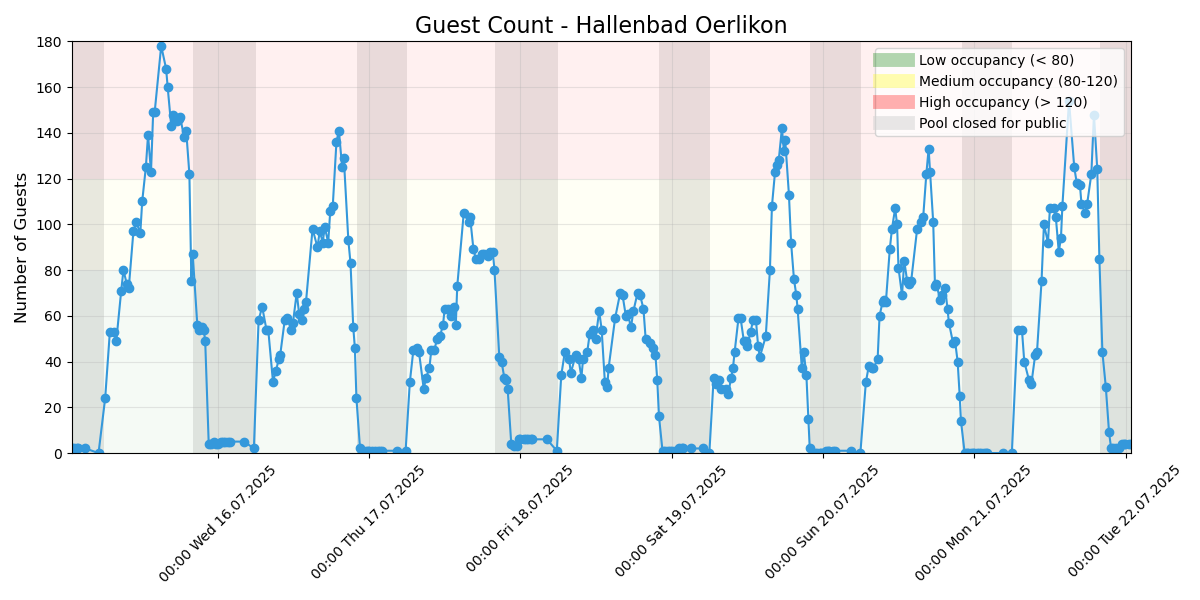 Guest Count - Hallenbad Oerlikon
Number of Guests
180
160
140
120
100
80
60
40
20
0
Low occupancy (< 80)
Medium occupancy (80-120)
High occupancy (> 120)
Pool closed for public
00:00 Wed 16.07.2025
00:00 Thu 17.07.2025
00:00 Fri 18.07.2025
00:00 Sat 19.07.2025
00:00 Sun 20.07.2025
00:00 Mon 21.07.2025
00:00 Tue 22.07.2025